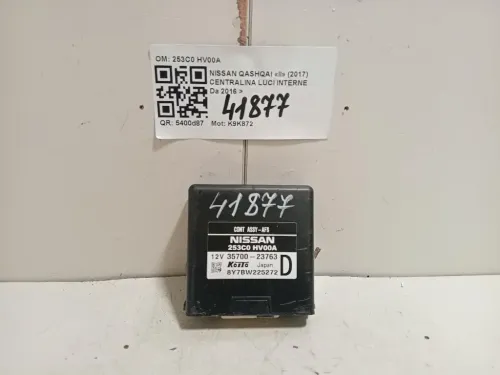 OM: 253C0 HV00A
NISSAN QASHQAI «II» (2017)
CENTRALINA LUCI INTERNE
Da 2016 >
41877
QR: 5400d87 Mot: K9K872
41877
CONT ASSY-AFS
NISSAN
253C0 HV00A
12V 35700-23763
Koito Japan D
8Y7BW225272